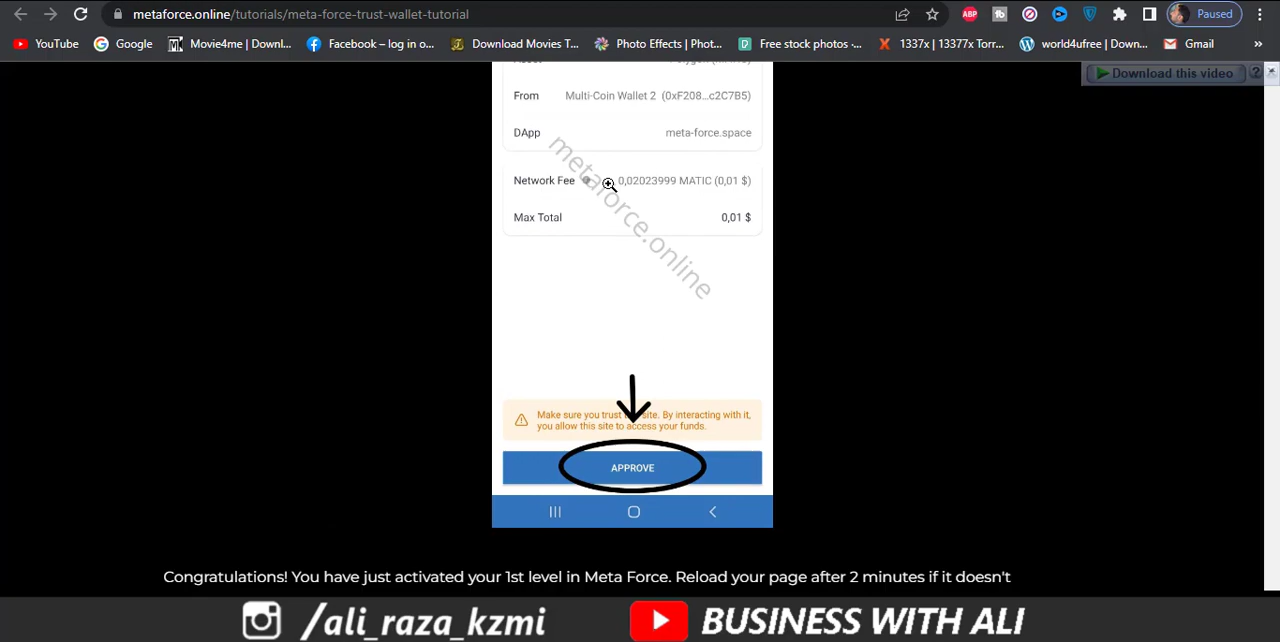 metaforce.online/tutorials/meta-force-trust-wallet-tutorial
Paused
YouTube
Google
Movie4me | Downl...
Facebook – log in o...
Download Movies T...
Photo Effects | Phot...
Free stock photos -...
1337x | 13377x Torr...
world4ufree | Down...
Gmail
»
Download this video
?
From Multi-Coin Wallet 2 (0xF208...c2C7B5)
DApp meta-force.space
Network Fee 0,02023999 MATIC (0,01 $)
Max Total 0,01 $
metaforce.online
Make sure you trust site. By interacting with it,
you allow this site to access your funds.
APPROVE
Congratulations! You have just activated your 1st level in Meta Force. Reload your page after 2 minutes if it doesn't
/ali_raza_kzmi
BUSINESS WITH ALI